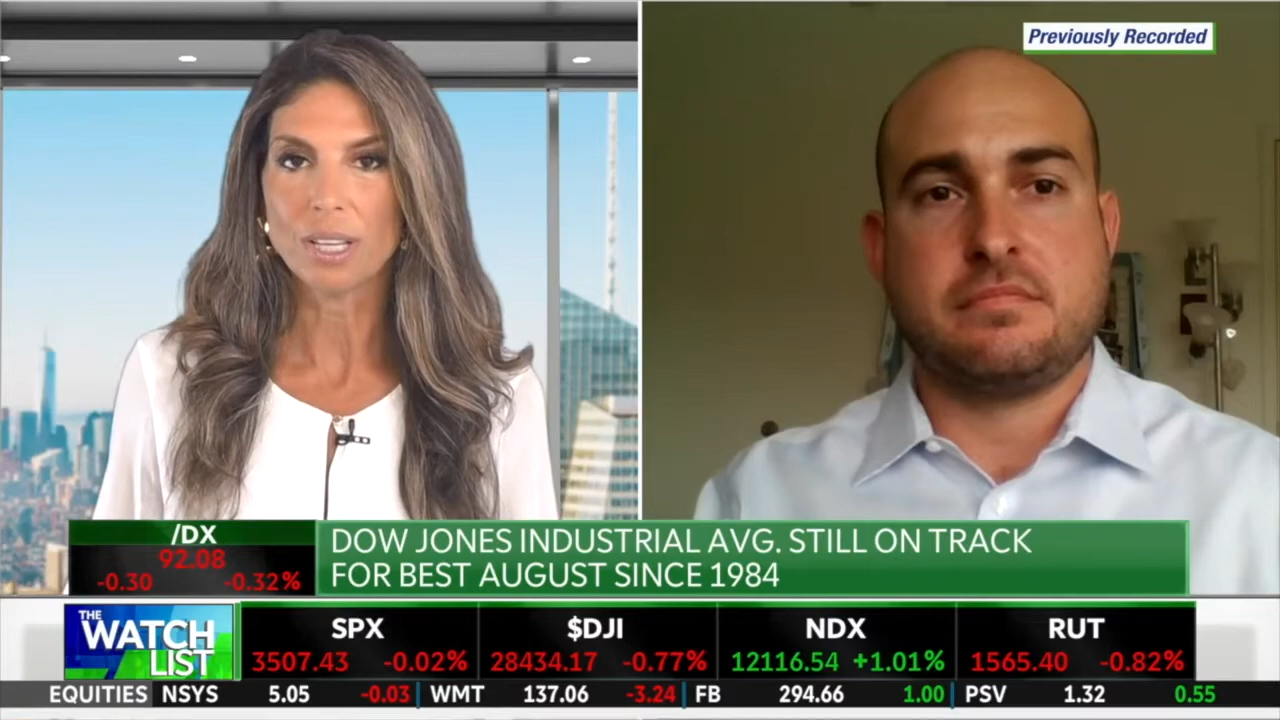 Previously Recorded
/DX
92.08
-0.30 -0.32%
DOW JONES INDUSTRIAL AVG. STILL ON TRACK
FOR BEST AUGUST SINCE 1984
THE
WATCH
LIST
SPX $DJI NDX RUT
3507.43 -0.02% 28434.17 -0.77% 12116.54 +1.01% 1565.40 -0.82%
EQUITIES NSYS 5.05 -0.03 WMT 137.06 -3.24 FB 294.66 1.00 PSV 1.32 0.55